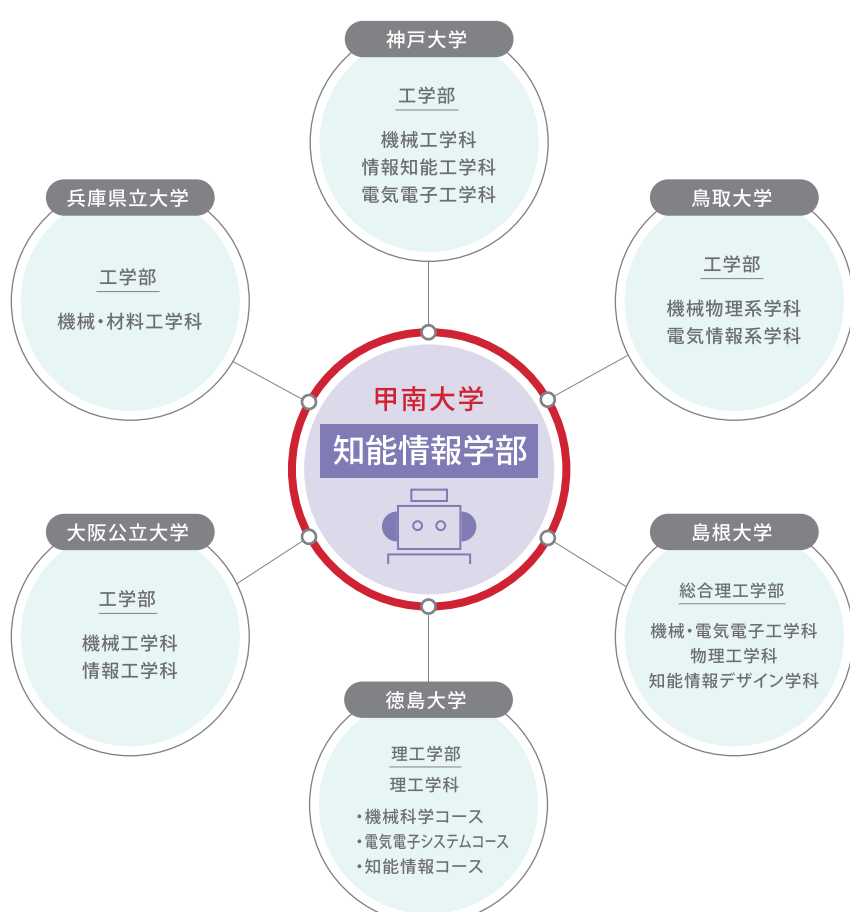 神戸大学
工学部
機械工学科
情報知能工学科
電気電子工学科
兵庫県立大学
工学部
機械・材料工学科
鳥取大学
工学部
機械物理系学科
電気情報系学科
甲南大学
知能情報学部
大阪公立大学
工学部
機械工学科
情報工学科
島根大学
総合理工学部
機械・電気電子工学科
物理工学科
知能情報デザイン学科
徳島大学
理工学部
理工学科
・機械科学コース
・電気電子システムコース
・知能情報コース